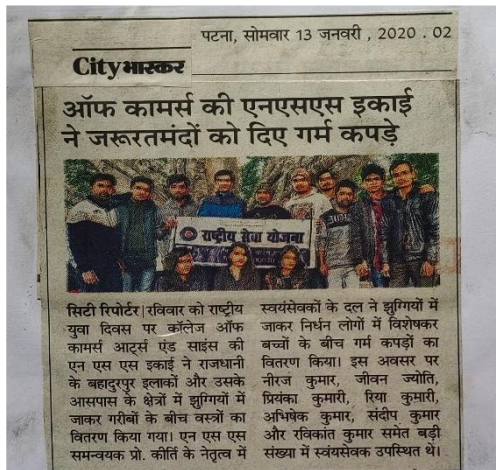 पटना, सोमवार 13 जनवरी, 2020. 02
City भास्कर
ऑफ कामर्स की एनएसएस इकाई
ने जरूरतमंदों को दिए गर्म कपड़े
राष्ट्रीय सेवा योजना
सिटी रिपोर्टर | रविवार को राष्ट्रीय
युवा दिवस पर कॉलेज ऑफ
कामर्स आर्ट्स एंड साइंस की
एन एस एस इकाई ने राजधानी
के बहादुरपुर इलाकों और उसके
आसपास के क्षेत्रों में झुग्गियों में
जाकर गरीबों के बीच वस्त्रों का
वितरण किया गया। एन एस एस
समन्वयक प्रो. कीर्ति के नेतृत्व में
स्वयंसेवकों के दल ने झुग्गियों में
जाकर निर्धन लोगों में विशेषकर
बच्चों के बीच गर्म कपड़ों का
वितरण किया। इस अवसर पर
नीरज कुमार, जीवन ज्योति,
प्रियंका कुमारी, रिया कुमारी,
अभिषेक कुमार, संदीप कुमार
और रविकांत कुमार समेत बड़ी
संख्या में स्वंयसेवक उपस्थित थे।